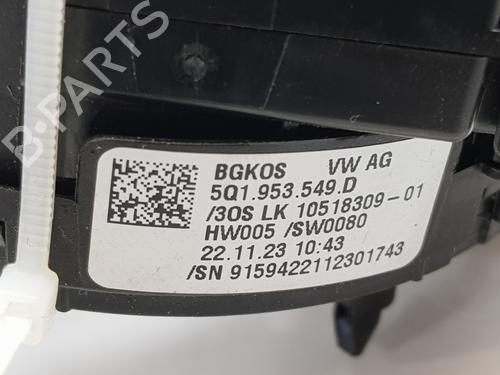 BGKOS VW AG
5Q1.953.549.D
/3OS LK 10518309-01
HW005 /SW0080
22.11.23 10:43
/SN 9159422112301743
B-PARTS